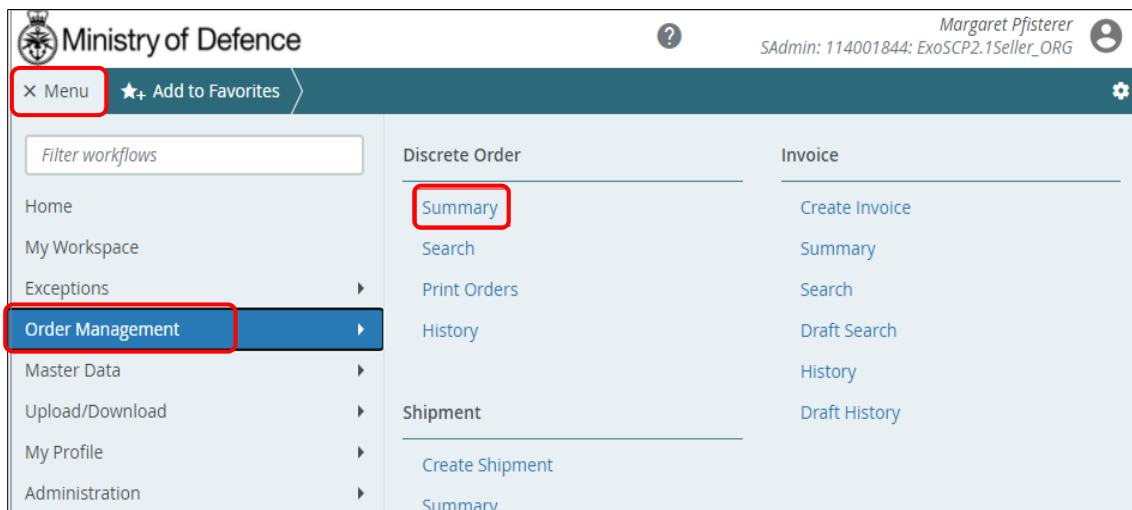 Ministry of Defence
Margaret Pfisterer
SAdmin: 114001844: ExoSCP2.1Seller_ORG
Menu
Add to Favorites
Filter workflows
Home
My Workspace
Exceptions
Order Management
Master Data
Upload/Download
My Profile
Administration
Discrete Order
Summary
Search
Print Orders
History
Shipment
Create Shipment
Summary
Invoice
Create Invoice
Summary
Search
Draft Search
History
Draft History